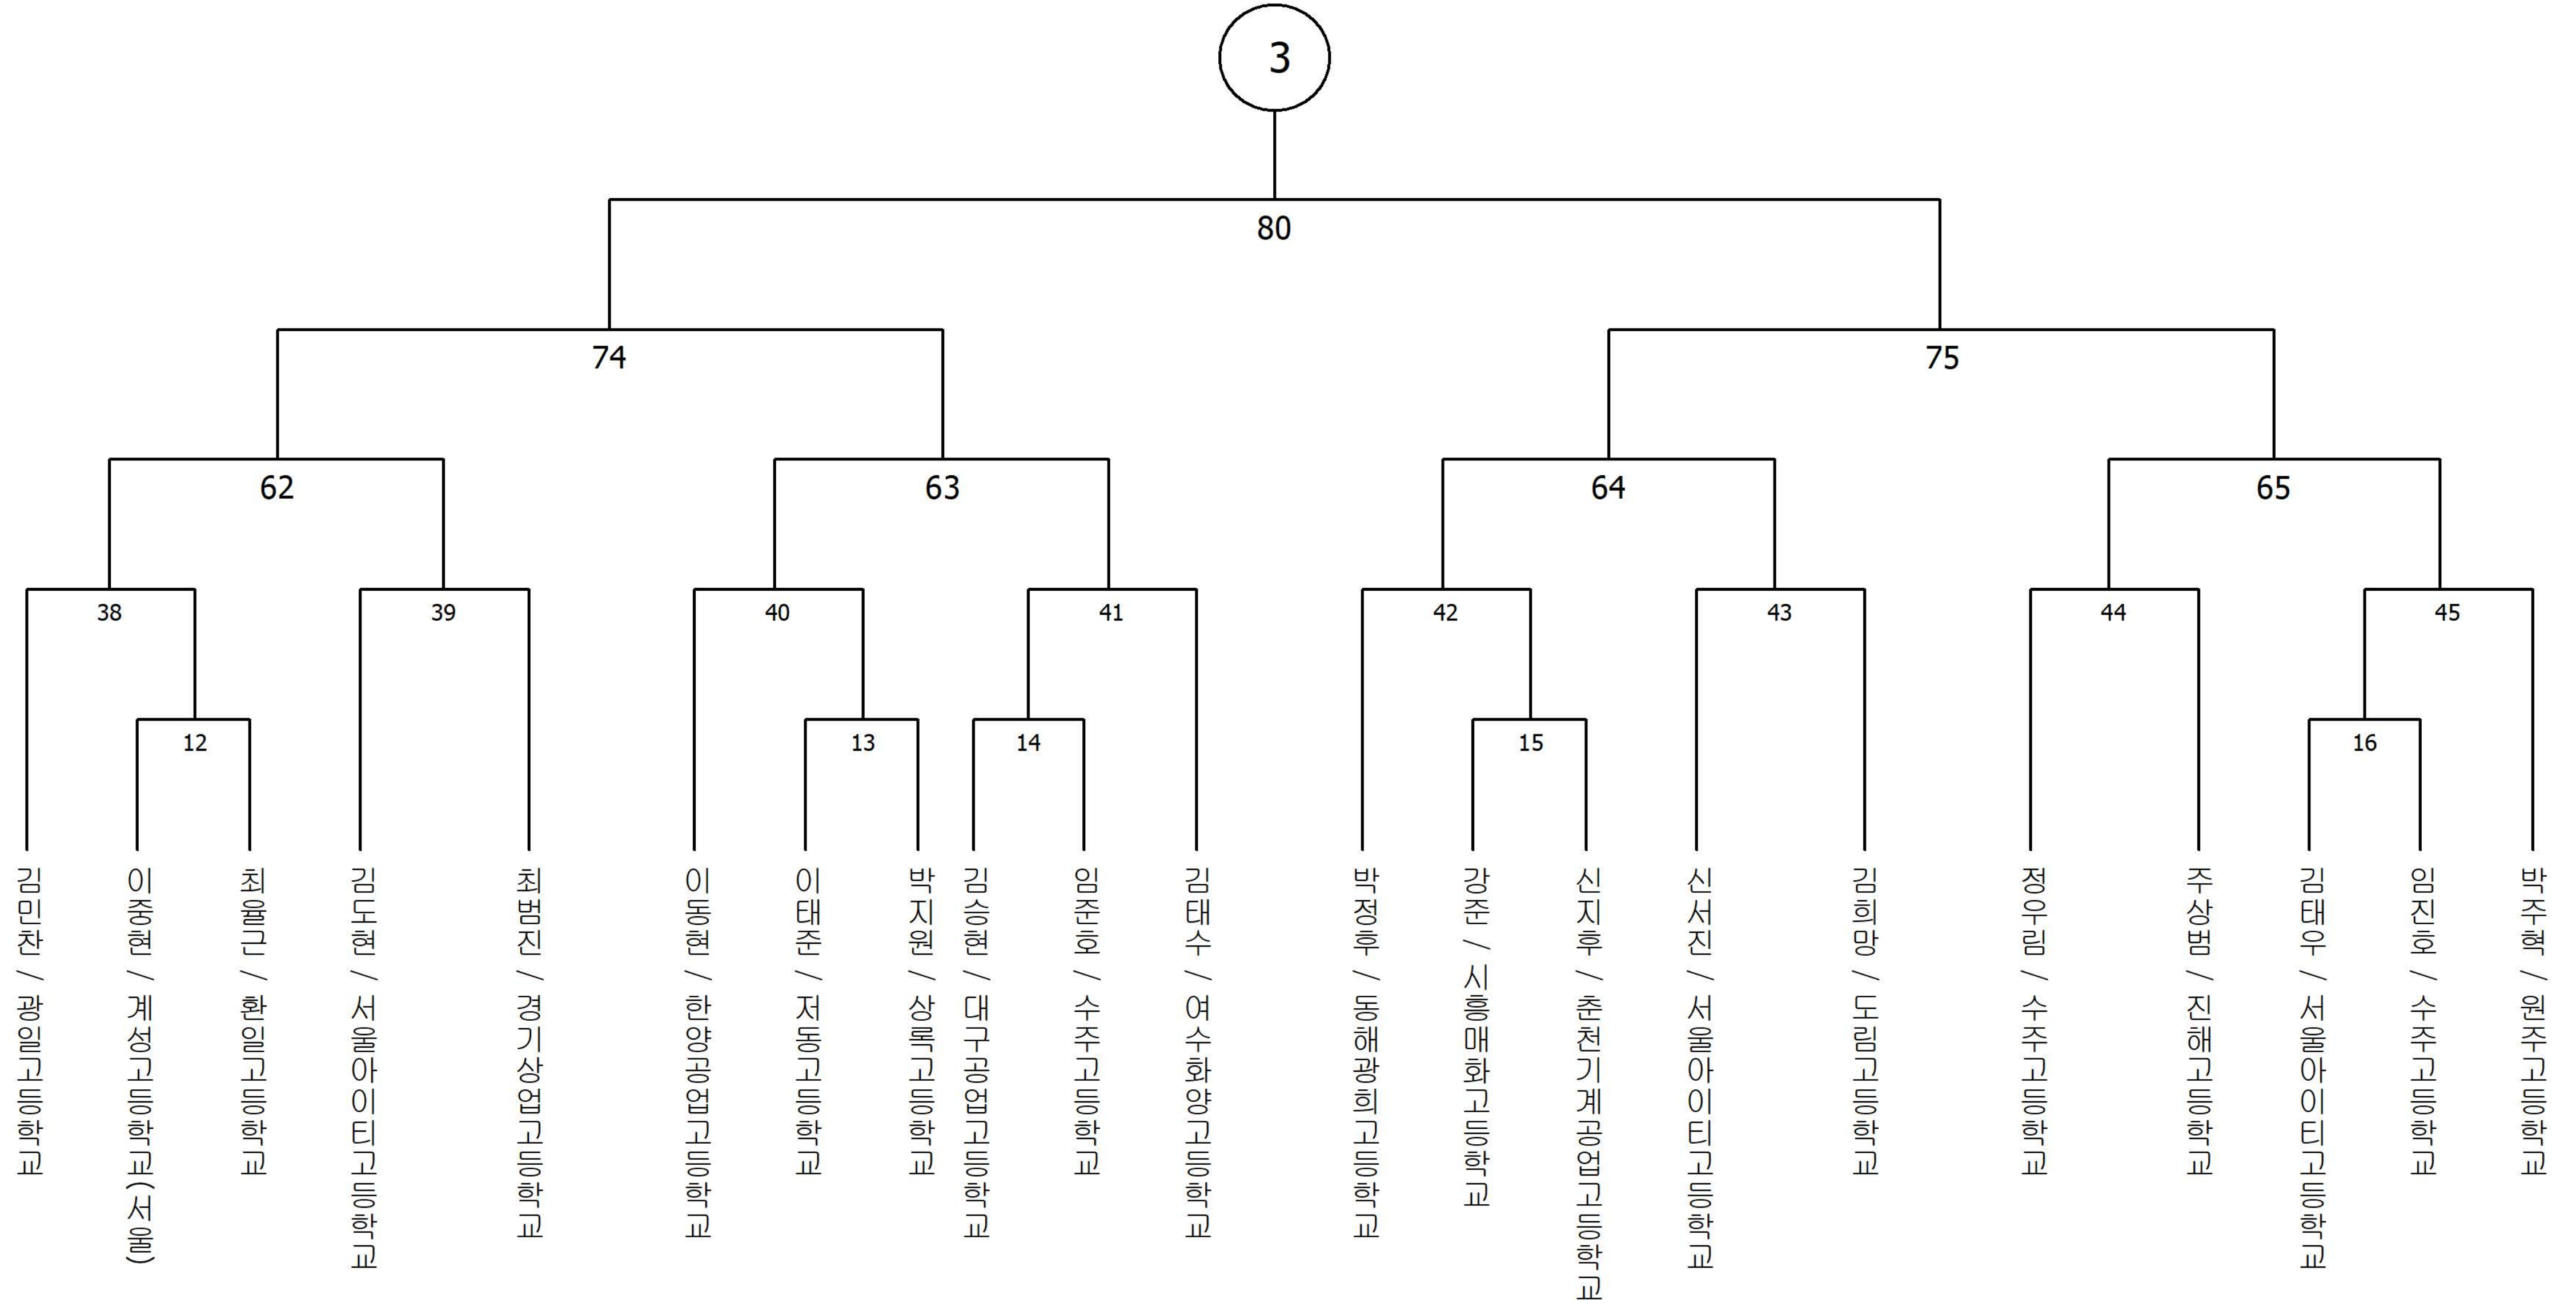 3
80
74
75
62
63
64
65
38
39
40
41
42
43
44
45
12
13
14
15
16
김민찬 / 광일고등학교
이중현 / 계성고등학교(서울)
최율근 / 환일고등학교
김도현 / 서울아이티고등학교
최범진 / 경기상업고등학교
이동현 / 한양공업고등학교
이태준 / 저동고등학교
박지원 / 상록고등학교
김승현 / 대구공업고등학교
임준호 / 수주고등학교
김태수 / 여수화양고등학교
박정후 / 동해광희고등학교
강준 / 시흥매화고등학교
신지후 / 춘천기계공업고등학교
신서진 / 서울아이티고등학교
김희망 / 도림고등학교
정우림 / 수주고등학교
주상범 / 진해고등학교
김태우 / 서울아이티고등학교
임진호 / 수주고등학교
박주혁 / 원주고등학교